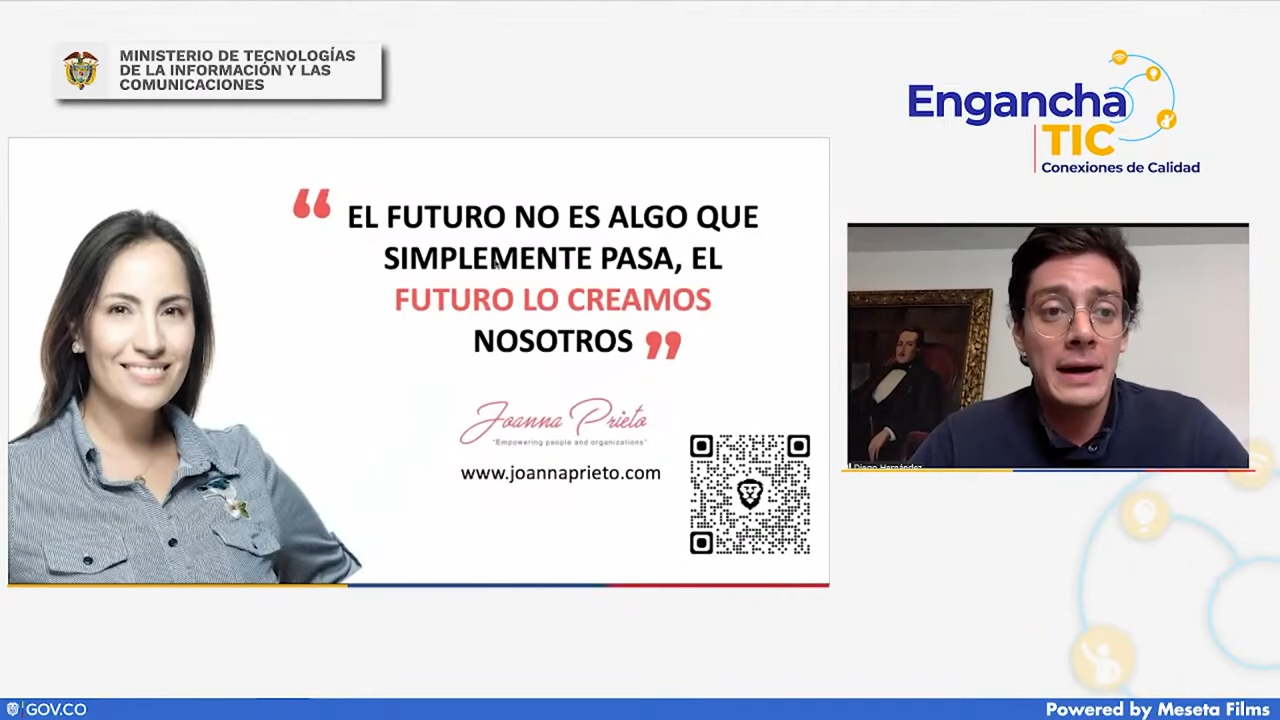 MINISTERIO DE TECNOLOGÍAS
DE LA INFORMACIÓN Y LAS
COMUNICACIONES
Engancha
TIC
Conexiones de Calidad
“ EL FUTURO NO ES ALGO QUE
SIMPLEMENTE PASA, EL
FUTURO LO CREAMOS
NOSOTROS ”
Joanna Prieto
"Empowering people and organizations"
www.joannaprieto.com
Diego Hernández
GOV.CO
Powered by Meseta Films